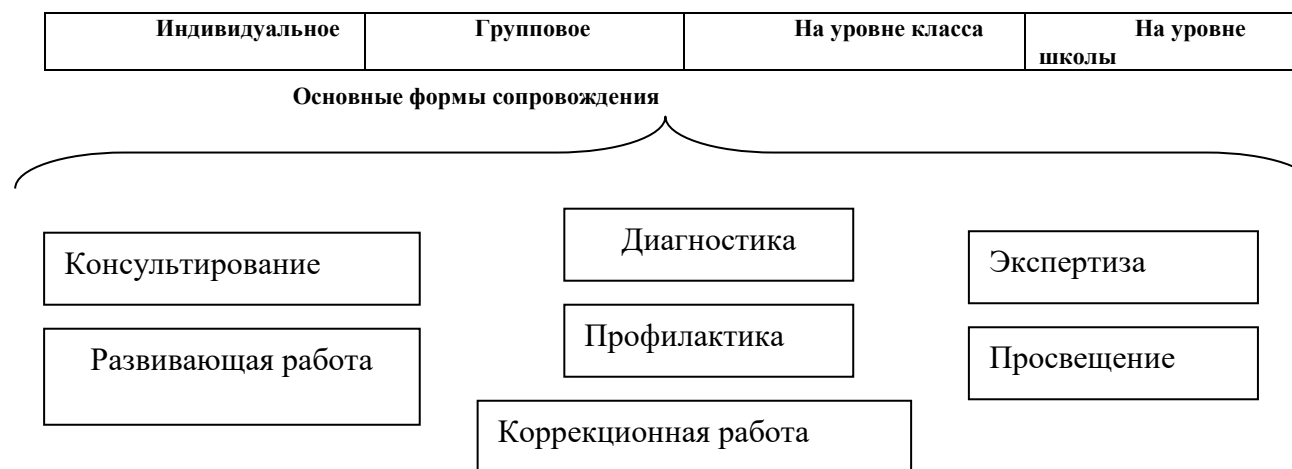 Индивидуальное Групповое На уровне класса На уровне
школы
Основные формы сопровождения
Консультирование
Диагностика
Экспертиза
Развивающая работа
Профилактика
Просвещение
Коррекционная работа